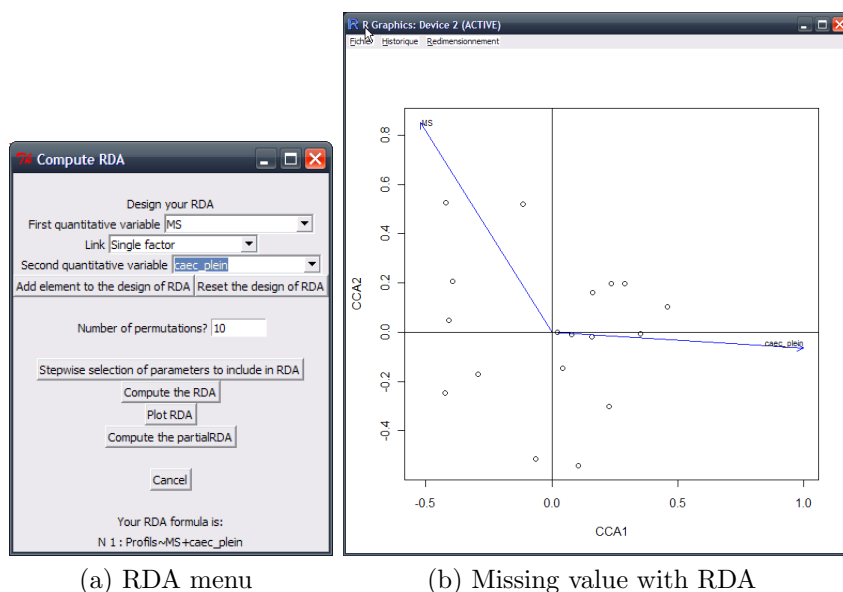 Compute RDA
Design your RDA
First quantitative variable MS
Link Single factor
Second quantitative variable caec_plein
Add element to the design of RDA Reset the design of RDA
Number of permutations? 10
Stepwise selection of parameters to include in RDA
Compute the RDA
Plot RDA
Compute the partialRDA
Cancel
Your RDA formula is:
N 1 : Profils~MS+caec_plein
(a) RDA menu
R Graphics: Device 2 (ACTIVE)
Fichier Historique Redimensionnement
MS
caec_plein
0.8
0.6
0.4
0.2
0.0
-0.2
-0.4
CCA2
-0.5 0.0 0.5 1.0
CCA1
(b) Missing value with RDA